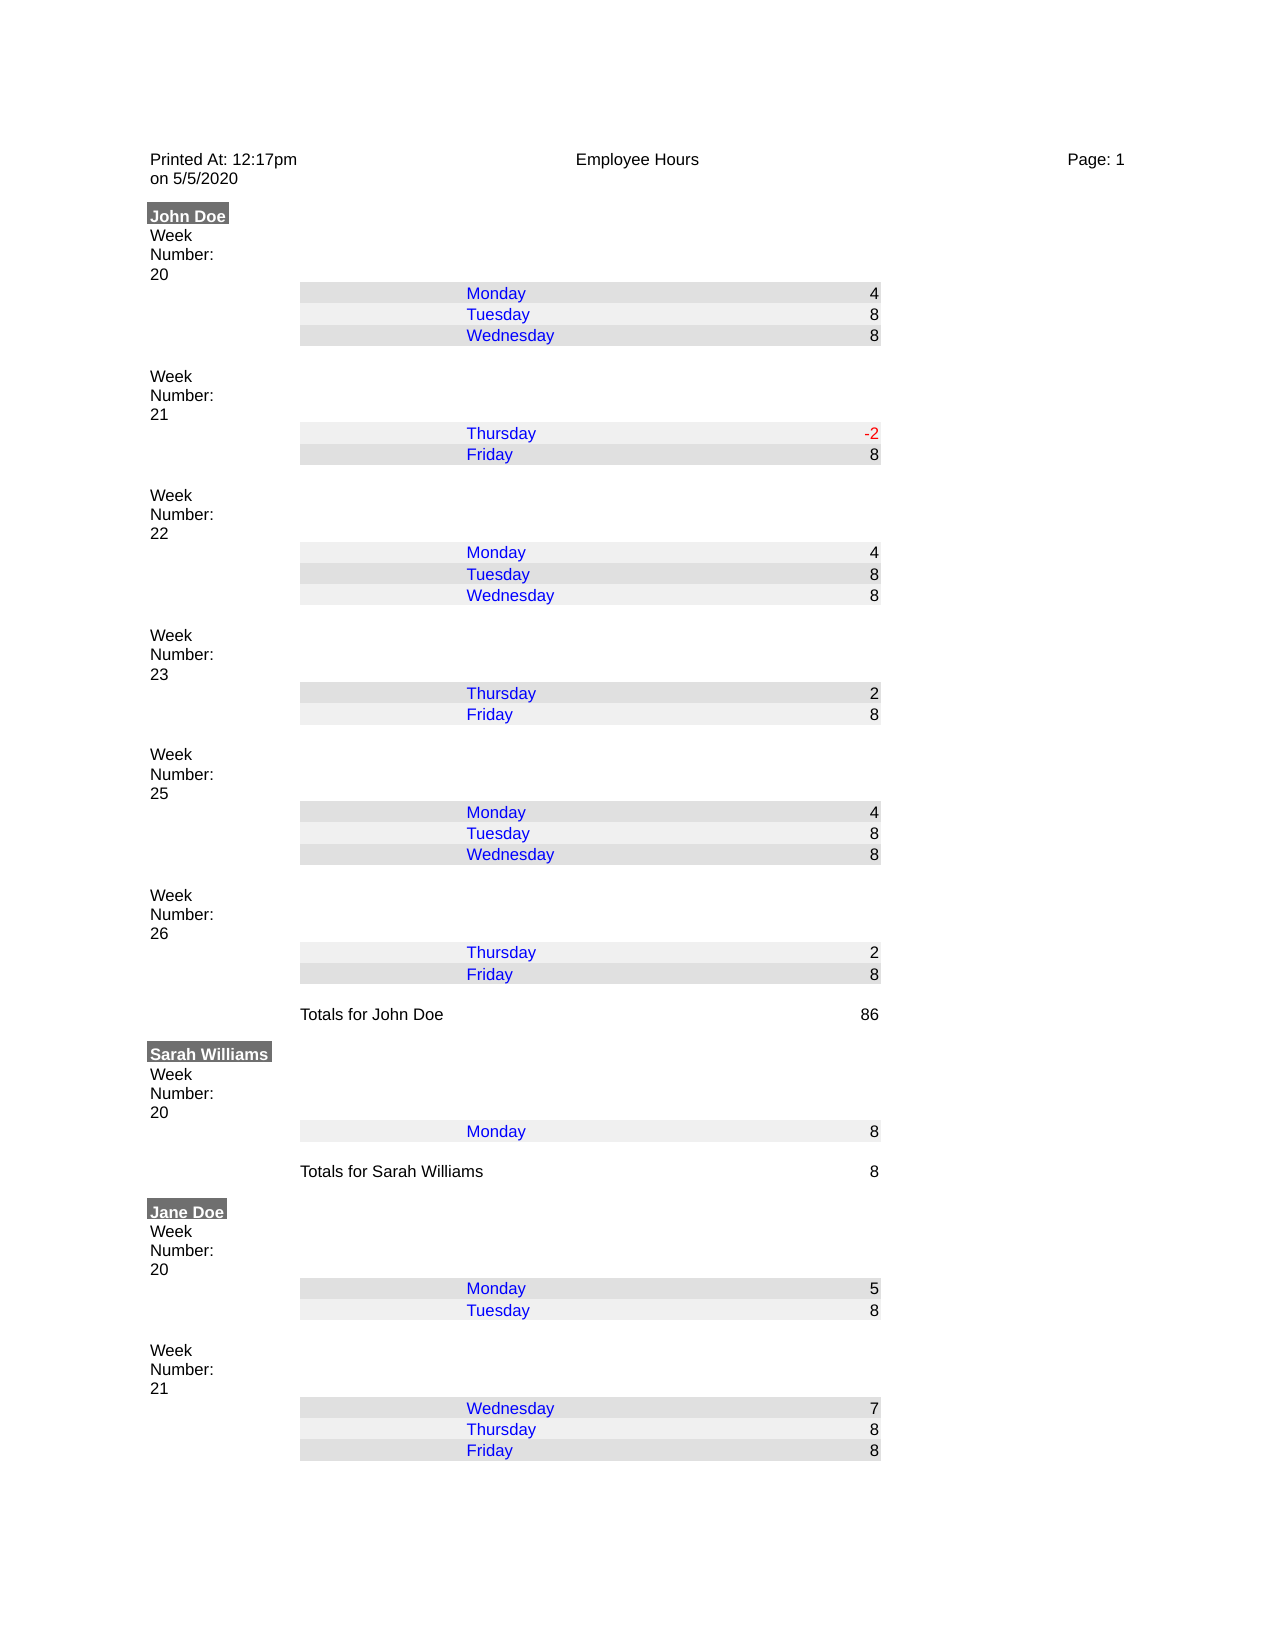 Printed At: 12:17pm Employee Hours Page: 1
on 5/5/2020
John Doe
Week
Number:
20
Monday 4
Tuesday 8
Wednesday 8
Week
Number:
21
Thursday -2
Friday 8
Week
Number:
22
Monday 4
Tuesday 8
Wednesday 8
Week
Number:
23
Thursday 2
Friday 8
Week
Number:
25
Monday 4
Tuesday 8
Wednesday 8
Week
Number:
26
Thursday 2
Friday 8
Totals for John Doe 86
Sarah Williams
Week
Number:
20
Monday 8
Totals for Sarah Williams 8
Jane Doe
Week
Number:
20
Monday 5
Tuesday 8
Week
Number:
21
Wednesday 7
Thursday 8
Friday 8